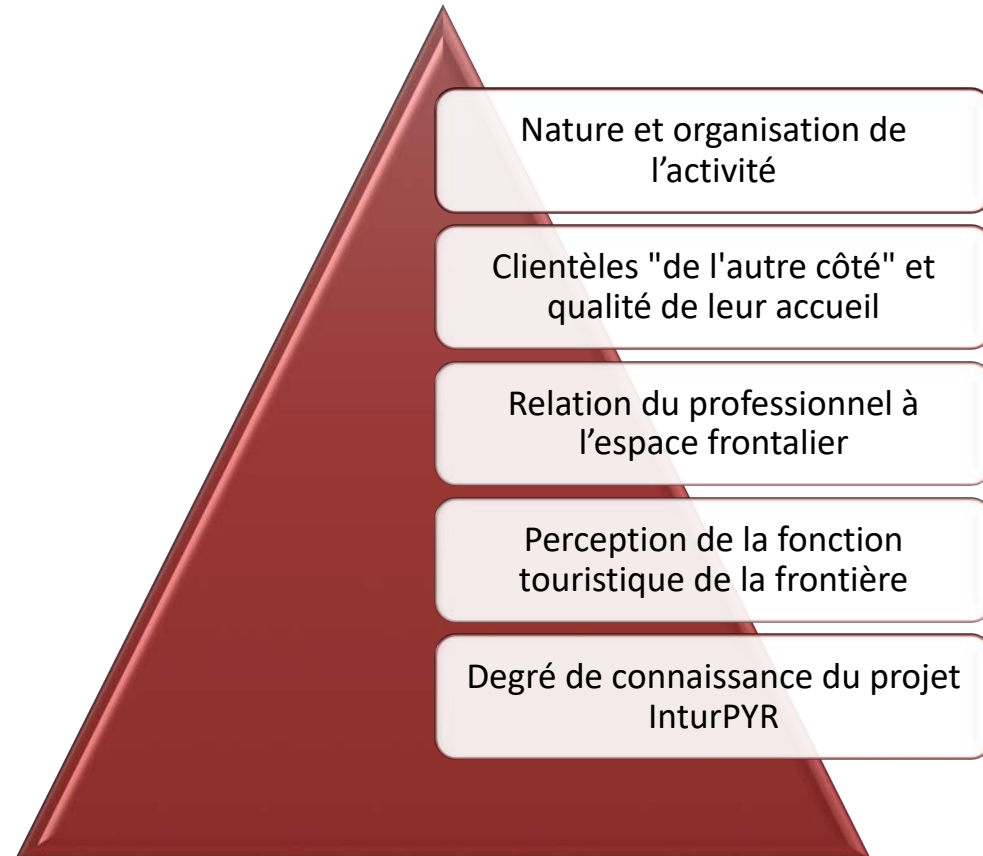 Nature et organisation de
l’activité
Clientèles "de l'autre côté" et
qualité de leur accueil
Relation du professionnel à
l’espace frontalier
Perception de la fonction
touristique de la frontière
Degré de connaissance du projet
InturPYR